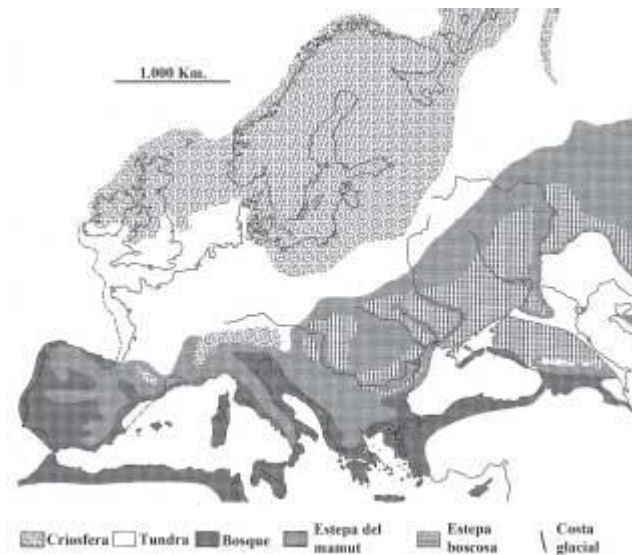 1.000 Km.
Criosfera Tundra Bosque Estepa del mamut Estepa boscosa Costa glacial